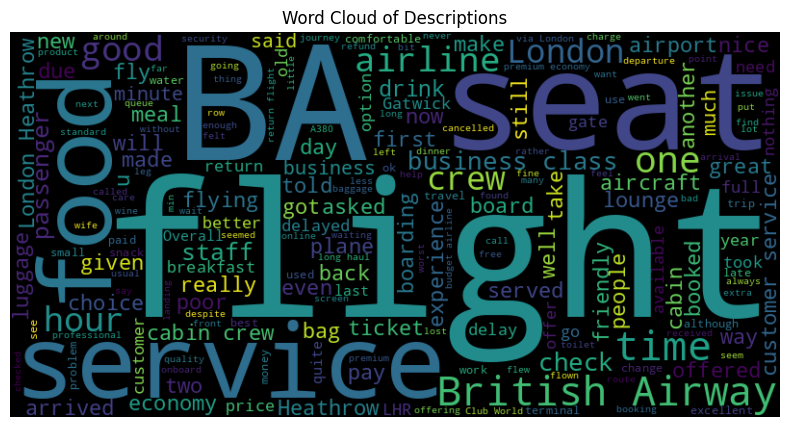 Word Cloud of Descriptions
flight
BA
seat
service
food
British Airway
time
London
airline
one
good
hour
crew
business class
staff
check
airport
drink
make
said
nice
need
new
due
fly
minute
meal
London Heathrow
passenger
made
will
u
day
return
business
first
now
option
Gatwick
still
another
much
nothing
gate
take
great
aircraft
lounge
full
flying
told
got
asked
better
delayed
plane
back
boarding
board
experience
well
friendly
people
cabin
booked
year
took
late
always
extra
available
customer service
luggage
given
choice
Overall
breakfast
really
poor
even
last
served
offer
offered
way
cabin crew
bag
ticket
delay
customer
two
economy
arrived
price
Heathrow
LHR
pay
quite
money
premium
security
journey
never
comfortable
refund
bit
around
product
far
water
going
thing
little
old
next
queue
row
enough
felt
standard
without
return flight
A380
long
left
dinner
cancelled
rather
fine
via London
charge
premium economy
want
departure
point
issue
use
went
put
find
lot
leg
called
care
wine
wait
min
wife
paid
seemed
online
waiting
less
baggage
ok
help
many
found
travel
feel
arrival
bad
trip
call
free
worst
budget airline
small
snack
usual
say
used
long haul
screen
landing
see
despite
front
best
lost
professional
checked
problem
quality
onboard
go
although
received
change
seem
toilet
work
flew
flown
route
offering
Club World
terminal
booking
excellent